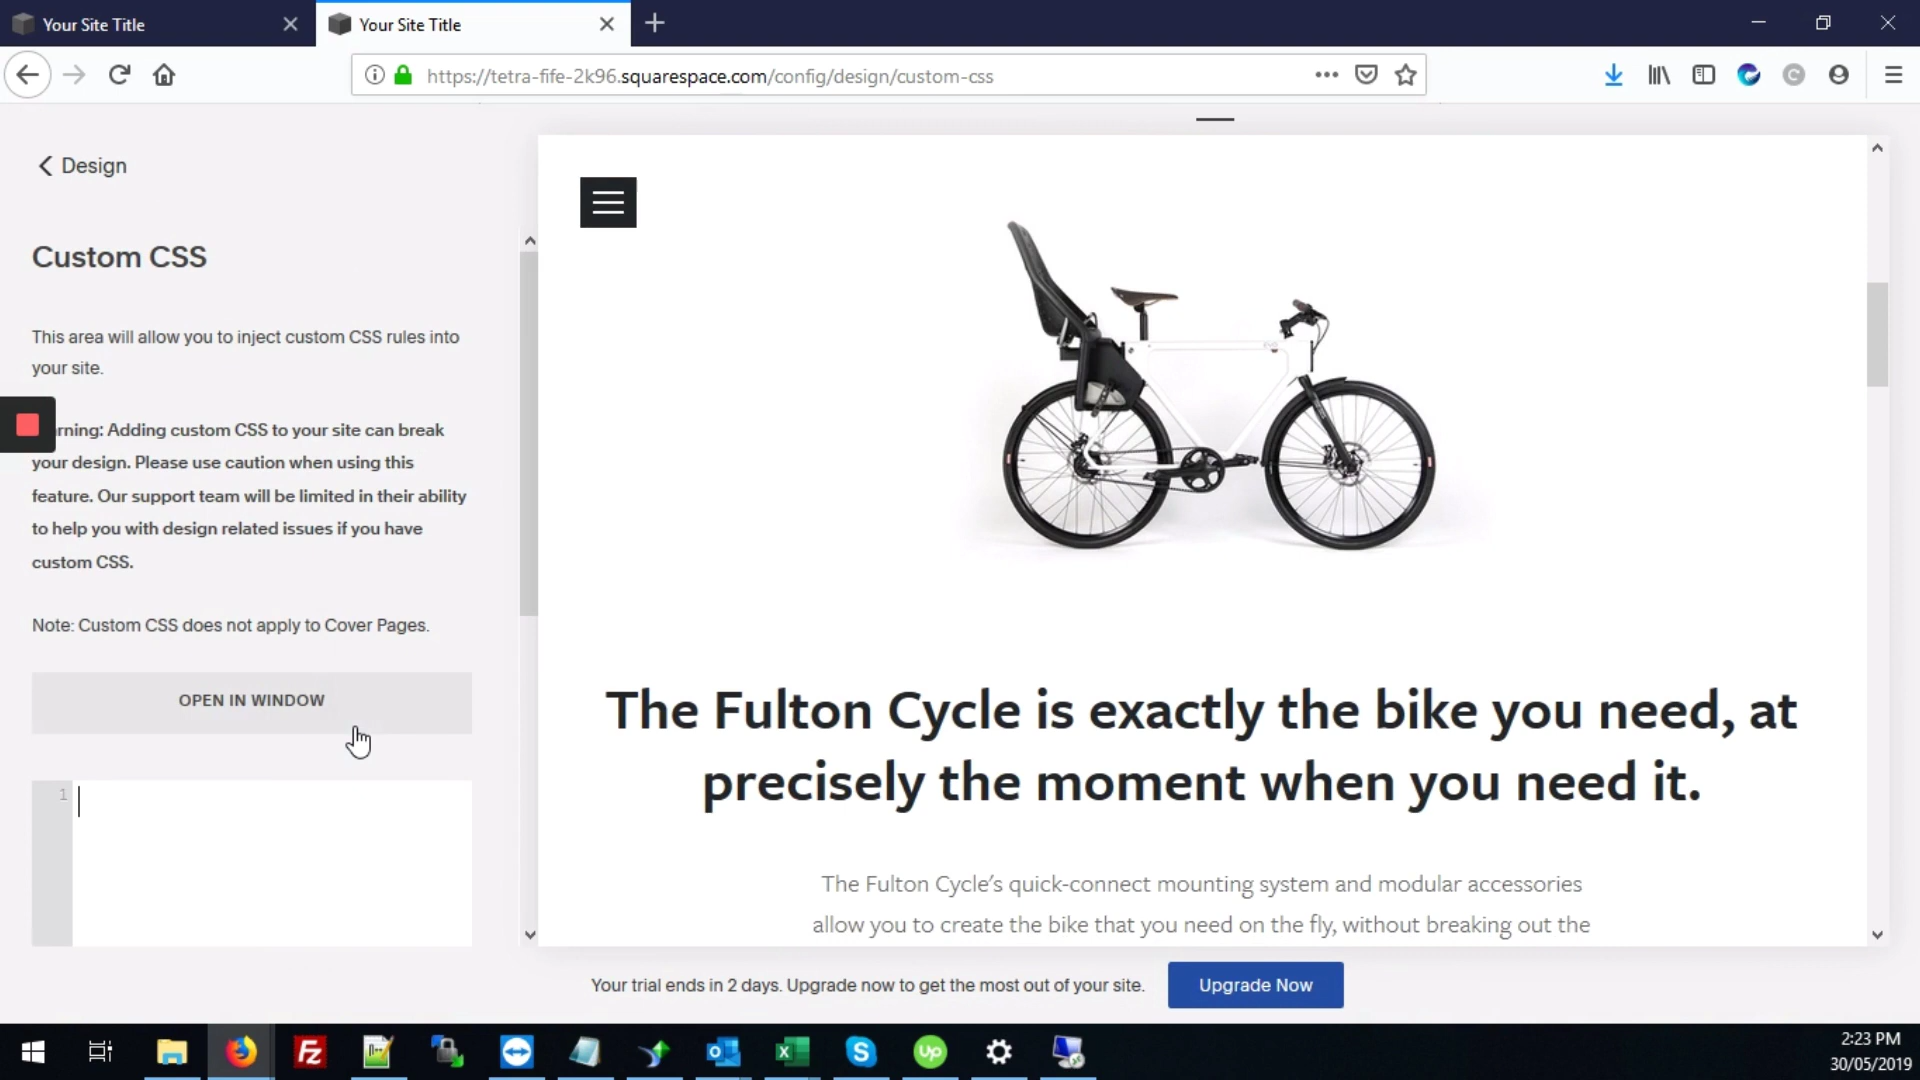 Your Site Title
Your Site Title
https://tetra-fife-2k96.squarespace.com/config/design/custom-css
Design
Custom CSS
This area will allow you to inject custom CSS rules into
your site.
rning: Adding custom CSS to your site can break
your design. Please use caution when using this
feature. Our support team will be limited in their ability
to help you with design related issues if you have
custom CSS.
Note: Custom CSS does not apply to Cover Pages.
OPEN IN WINDOW
1
The Fulton Cycle is exactly the bike you need, at
precisely the moment when you need it.
The Fulton Cycle's quick-connect mounting system and modular accessories
allow you to create the bike that you need on the fly, without breaking out the
Your trial ends in 2 days. Upgrade now to get the most out of your site.
Upgrade Now
2:23 PM
30/05/2019